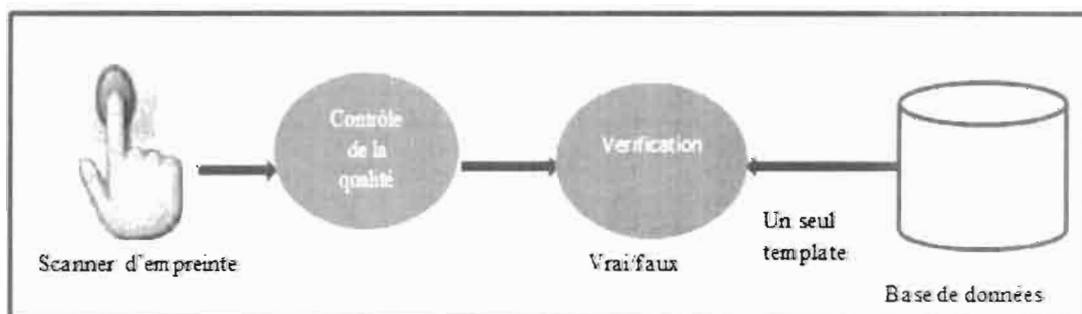 Contrôle
de la
qualité
Verification
Scanner d'empreinte
Vrai/faux
Un seul
template
Base de données